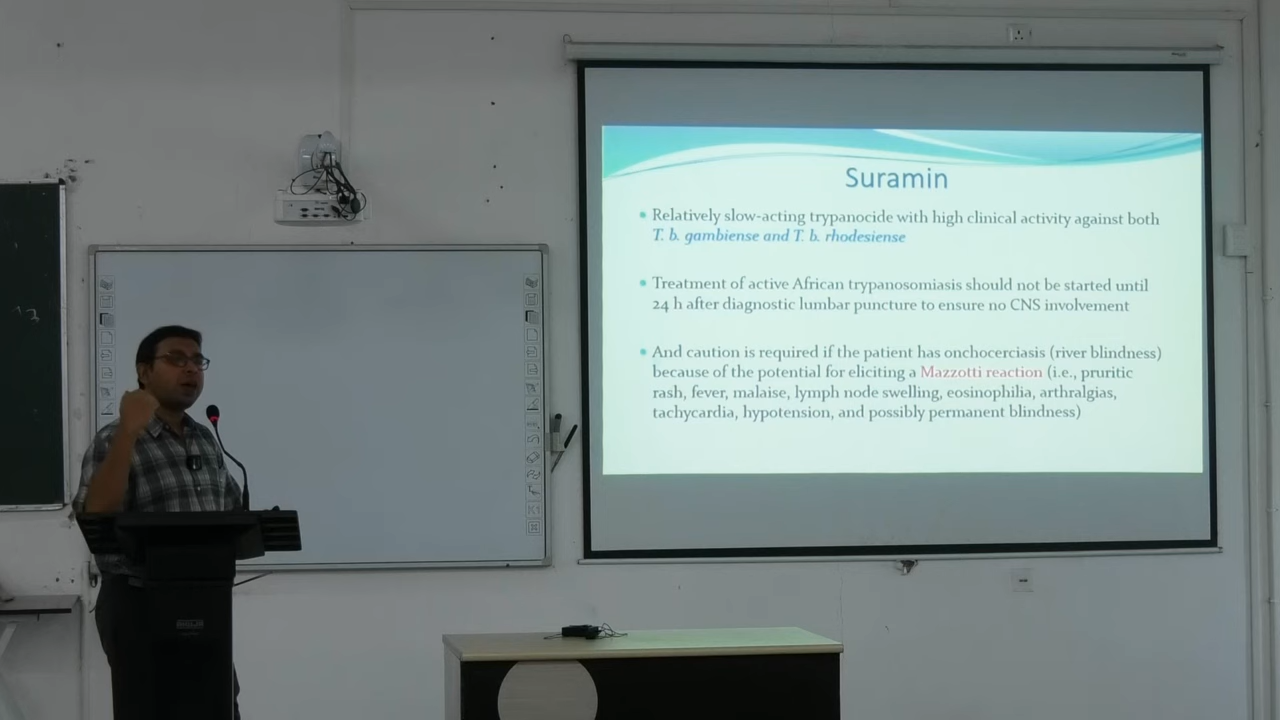 Suramin
Relatively slow-acting trypanocide with high clinical activity against both
T. b. gambiense and T. b. rhodesiense
Treatment of active African trypanosomiasis should not be started until
24 h after diagnostic lumbar puncture to ensure no CNS involvement
And caution is required if the patient has onchocerciasis (river blindness)
because of the potential for eliciting a Mazzotti reaction (i.e., pruritic
rash, fever, malaise, lymph node swelling, eosinophilia, arthralgias,
tachycardia, hypotension, and possibly permanent blindness)